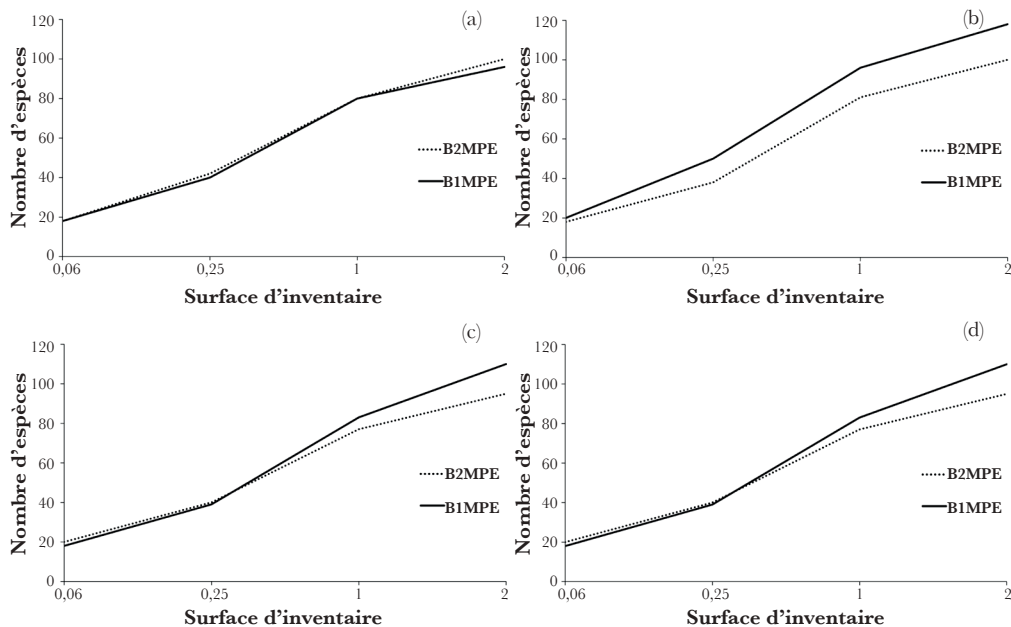 (a)
120
100
80
60
40
20
0
Nombre d'espèces
B2MPE
B1MPE
0,06 0,25 1 2
Surface d'inventaire
(b)
120
100
80
60
40
20
0
Nombre d'espèces
B2MPE
B1MPE
0,06 0,25 1 2
Surface d'inventaire
(c)
120
100
80
60
40
20
0
Nombre d'espèces
B2MPE
B1MPE
0,06 0,25 1 2
Surface d'inventaire
(d)
120
100
80
60
40
20
0
Nombre d'espèces
B2MPE
B1MPE
0,06 0,25 1 2
Surface d'inventaire